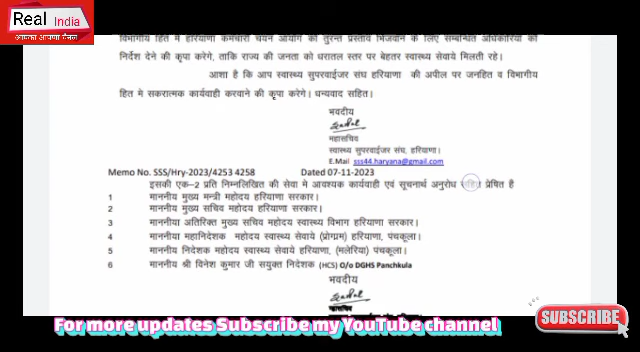 Real India
आपका अपना चैनल
विभागीय हित मे हरियाणा कर्मचारी चयन आयोग को तुरन्त प्रस्ताव भिजवान के लिए सम्बन्धित अधिकारियों को
निर्देश देने की कृपा करेगे, ताकि राज्य की जनता को धरातल स्तर पर बेहतर स्वास्थ्य सेवाये मिलती रहे।
आशा है कि आप स्वास्थ्य सुपरवाईजर संघ हरियाणा की अपील पर जनहित व विभागीय
हित मे सकरात्मक कार्यवाही करवाने की कृपा करेगे। धन्यवाद सहित।
भवदीय
महासचिव
स्वास्थ्य सुपरवाईजर संघ, हरियाणा।
E.Mail sss44.haryana@gmail.com
Memo No. SSS/Hry-2023/4253 4258 Dated 07-11-2023
इसकी एक–2 प्रति निम्नलिखित की सेवा मे आवश्यक कार्यवाही एवं सूचनार्थ अनुरोध सहित प्रेषित है
1 माननीय मुख्य मन्त्री महोदय हरियाणा सरकार।
2 माननीय मुख्य सचिव महोदय हरियाणा सरकार।
3 माननीया अतिरिक्त मुख्य सचिव महोदय स्वास्थ्य विभाग हरियाणा सरकार।
4 माननीया महानिदेशक महोदय स्वास्थ्य सेवाये (प्रोग्राम) हरियाणा, पंचकूला।
5 माननीय निदेशक महोदय स्वास्थ्य सेवाये हरियाणा, (मलेरिया) पंचकूला।
6 माननीय श्री विनेश कुमार जी सयुक्त निदेशक (HCS) O/o DGHS Panchkula
भवदीय
महासचिव
For more updates Subscribe my YouTube channel
SUBSCRIBE